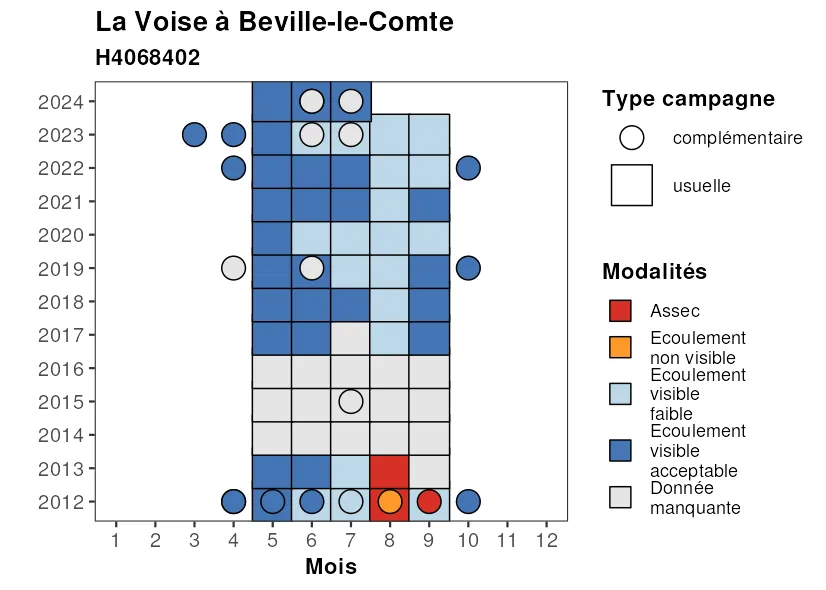 La Voise à Beville-le-Comte
H4068402
2024
2023
2022
2021
2020
2019
2018
2017
2016
2015
2014
2013
2012
1 2 3 4 5 6 7 8 9 10 11 12
Mois
Type campagne
complémentaire
usuelle
Modalités
Assec
Ecoulement
non visible
Ecoulement
visible
faible
Ecoulement
visible
acceptable
Donnée
manquante